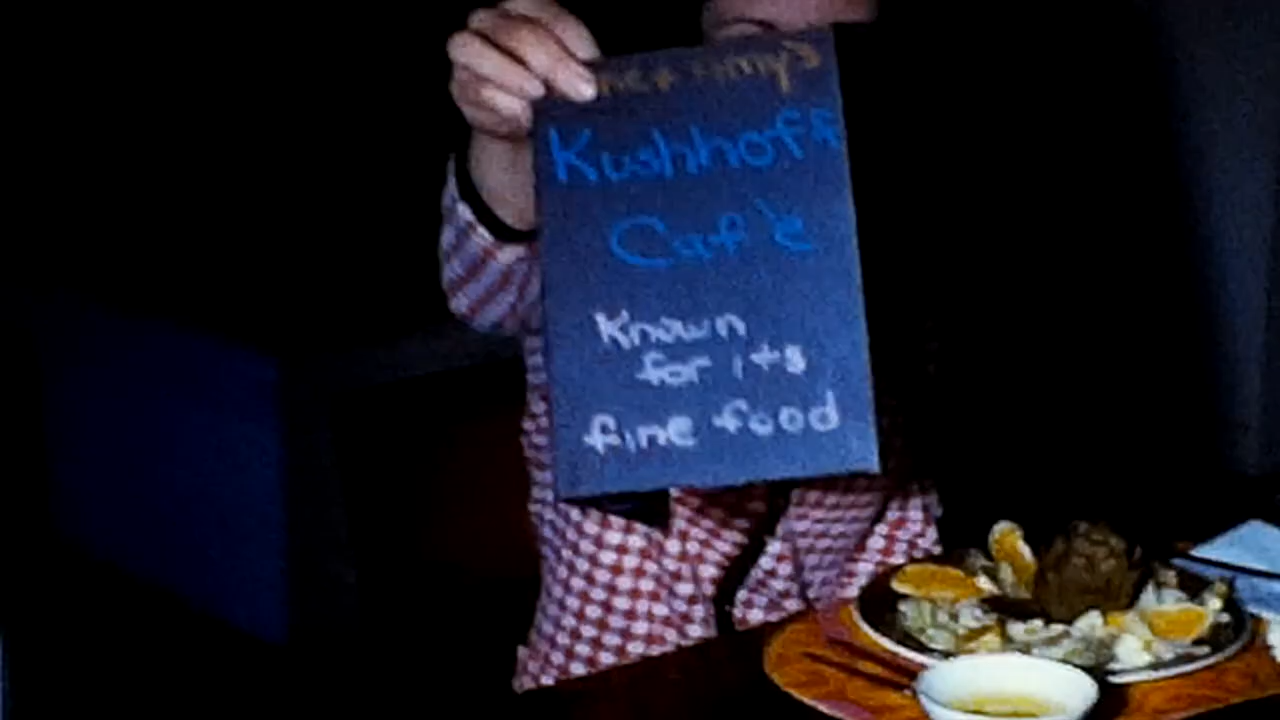 Kushhoff
Caf'e
Known
for its
fine food